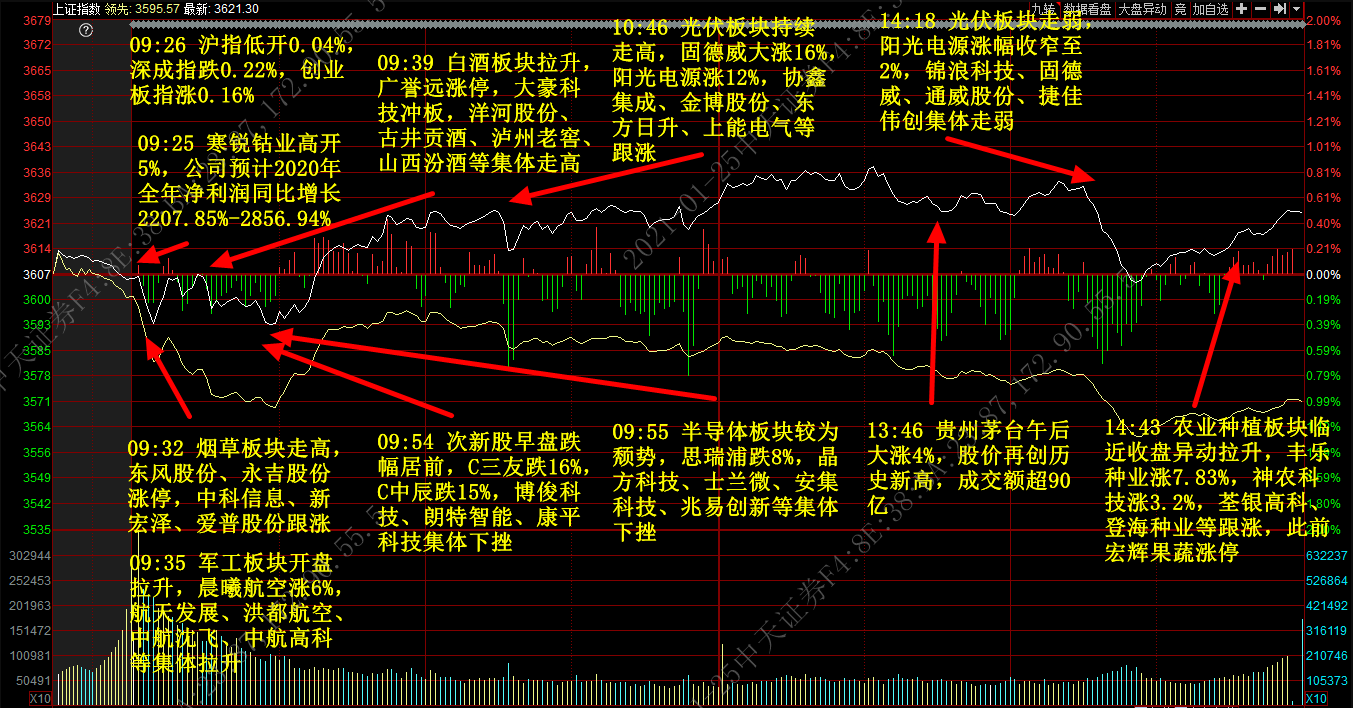 上证指数 领先: 3595.57 最新: 3621.30
九转 数据看盘 大盘异动 竞 加自选
3679
3672
3665
3658
3650
3643
3636
3629
3621
3614
3607
3600
3593
3585
3578
3571
3564
3556
3549
3542
3535
302944
252453
201963
151472
100981
50491
X10
09:26 沪指低开0.04%，
深成指跌0.22%，创业
板指涨0.16%
09:25 寒锐钴业高开
5%，公司预计2020年
全年净利润同比增长
2207.85%-2856.94%
09:39 白酒板块拉升，
广誉远涨停，大豪科
技冲板，洋河股份、
古井贡酒、泸州老窖、
山西汾酒等集体走高
10:46 光伏板块持续
走高，固德威大涨16%，
阳光电源涨12%，协鑫
集成、金博股份、东
方日升、上能电气等
跟涨
14:18 光伏板块走弱，
阳光电源涨幅收窄至
2%，锦浪科技、固德
威、通威股份、捷佳
伟创集体走弱
09:32 烟草板块走高，
东风股份、永吉股份
涨停，中科信息、新
宏泽、爱普股份跟涨
09:35 军工板块开盘
拉升，晨曦航空涨6%，
航天发展、洪都航空、
中航沈飞、中航高科
等集体拉升
09:54 次新股早盘跌
幅居前，C三友跌16%，
C中辰跌15%，博俊科
技、朗特智能、康平
科技集体下挫
09:55 半导体板块较为
颓势，思瑞浦跌8%，晶
方科技、士兰微、安集
科技、兆易创新等集体
下挫
13:46 贵州茅台午后
大涨4%，股价再创历
史新高，成交额超90
亿
14:43 农业种植板块临
近收盘异动拉升，丰乐
种业涨7.83%，神农科
技涨3.2%，荃银高科、
登海种业等跟涨，此前
宏辉果蔬涨停
2.00%
1.81%
1.61%
1.41%
1.21%
1.01%
0.81%
0.61%
0.40%
0.21%
0.00%
0.19%
0.39%
0.59%
0.79%
0.99%
1.80%
632237
526864
421492
316119
210746
105373
X10